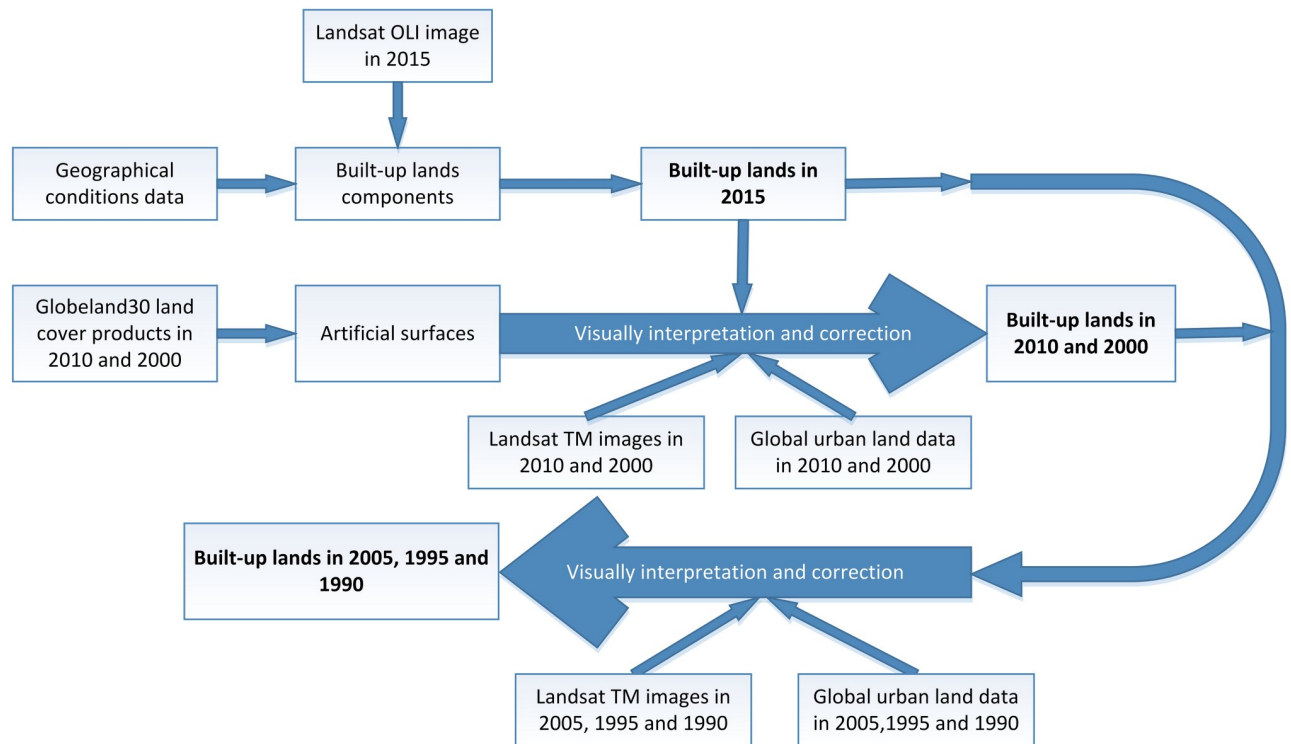 Landsat OLI image
in 2015
Geographical
conditions data
Built-up lands
components
Built-up lands in
2015
Globeland30 land
cover products in
2010 and 2000
Artificial surfaces
Visually interpretation and correction
Built-up lands in
2010 and 2000
Landsat TM images in
2010 and 2000
Global urban land data
in 2010 and 2000
Built-up lands in 2005, 1995 and
1990
Visually interpretation and correction
Landsat TM images in
2005, 1995 and 1990
Global urban land data
in 2005,1995 and 1990